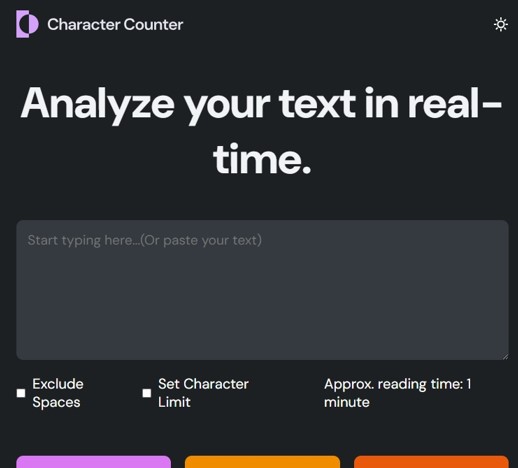 Character Counter
Analyze your text in real-
time.
Start typing here...(Or paste your text)
Exclude
Spaces
Set Character
Limit
Approx. reading time: 1
minute